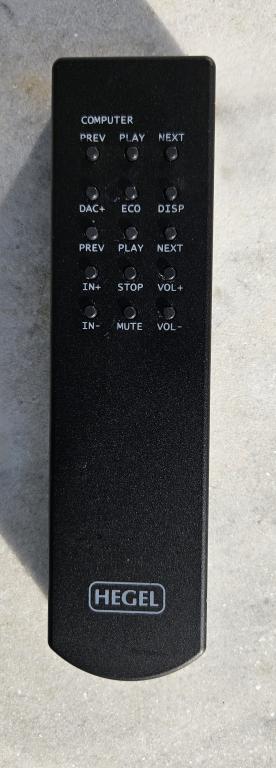 COMPUTER
PREV PLAY NEXT
DAC+ ECO DISP
PREV PLAY NEXT
IN+ STOP VOL+
IN- MUTE VOL-
HEGEL